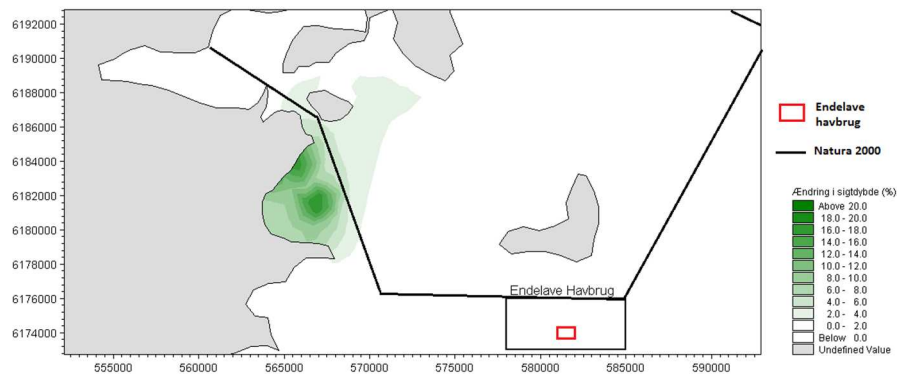 6192000
6190000
6188000
6186000
6184000
6182000
6180000
6178000
6176000
6174000
555000 560000 565000 570000 575000 580000 585000 590000
Endelave Havbrug
Endelave
havbrug
Natura 2000
Ændring i sigtdybde (%)
Above 20.0
18.0 - 20.0
16.0 - 18.0
14.0 - 16.0
12.0 - 14.0
10.0 - 12.0
8.0 - 10.0
6.0 - 8.0
4.0 - 6.0
2.0 - 4.0
0.0 - 2.0
Below 0.0
Undefined Value